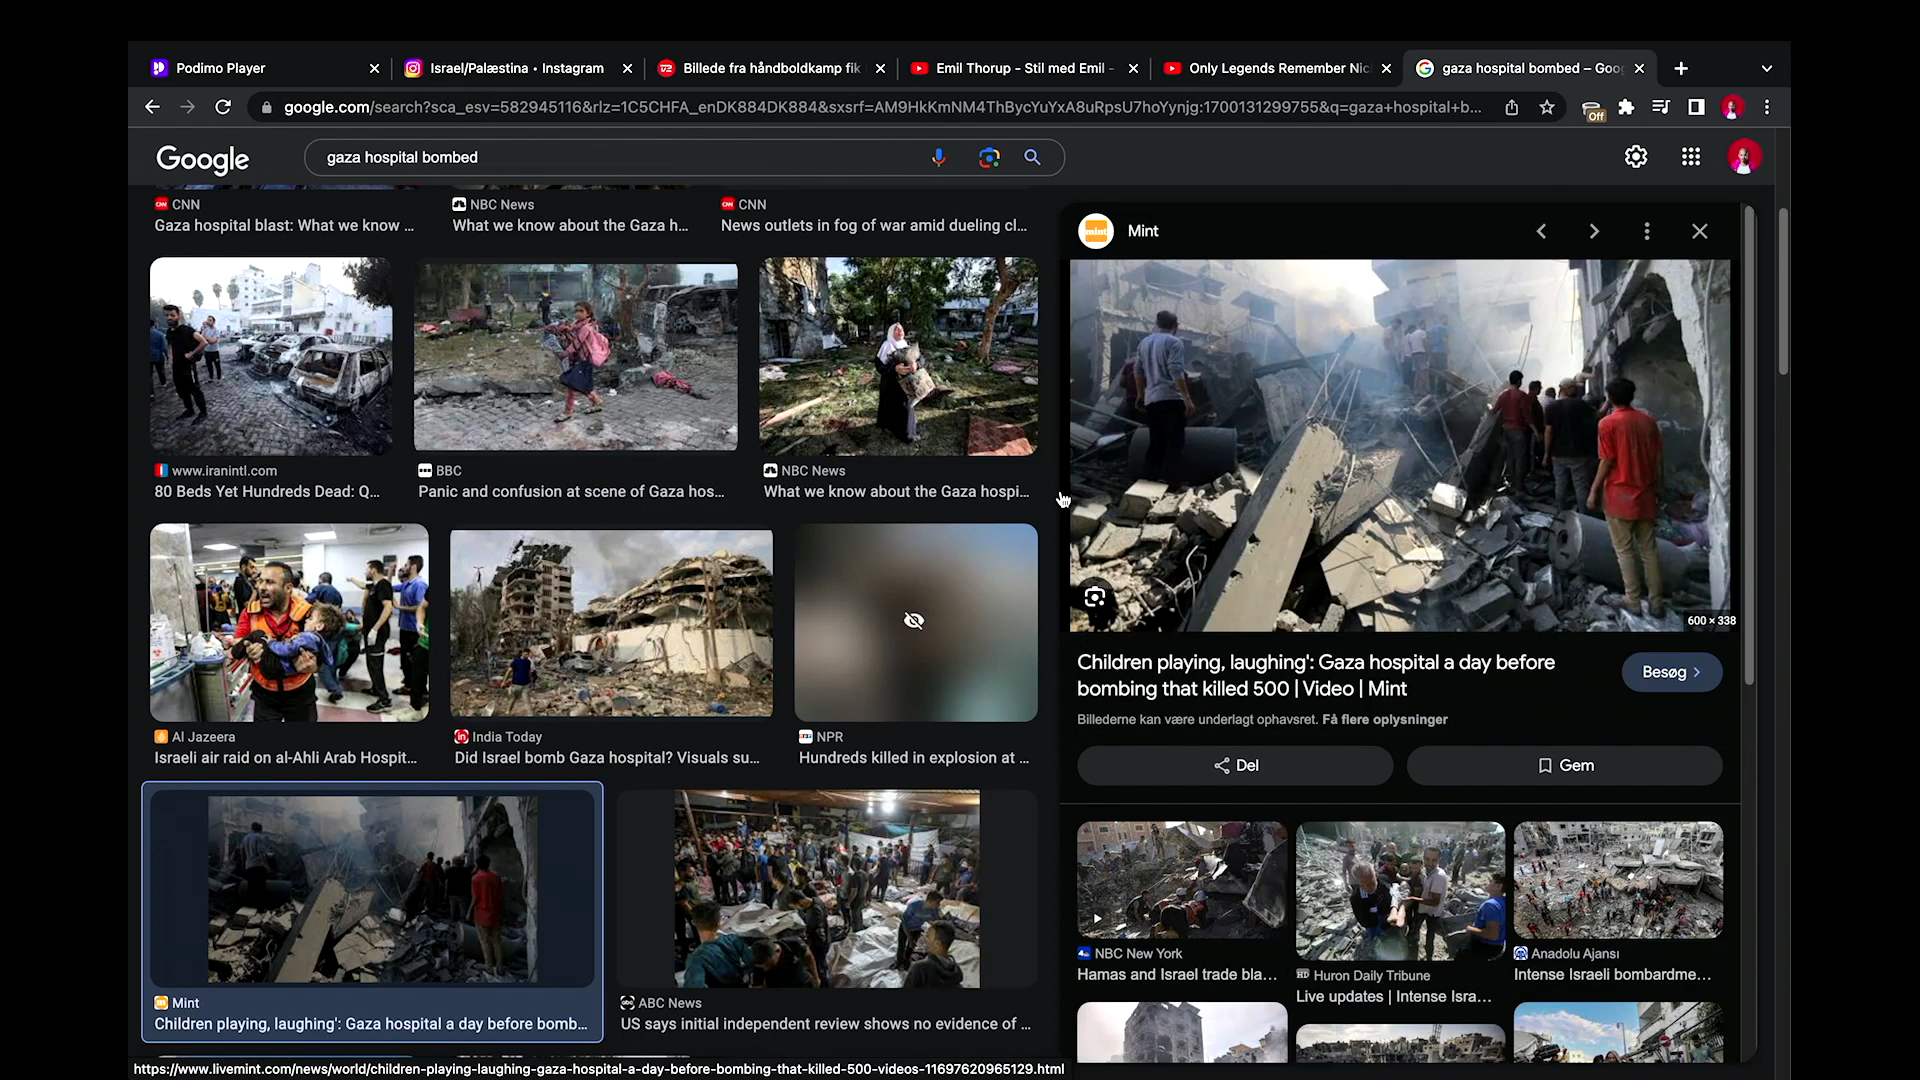 Podimo Player
Israel/Palæstina • Instagram
Billede fra håndboldkamp fik
Emil Thorup - Stil med Emil -
Only Legends Remember Nic
gaza hospital bombed – Goo
google.com/search?sca_esv=582945116&rlz=1C5CHFA_enDK884DK884&sxsrf=AM9HkKmNM4ThBycYuYxA8uRpsU7hoYynjg:1700131299755&q=gaza+hospital+b...
Off
Google
gaza hospital bombed
CNN
Gaza hospital blast: What we know ...
NBC News
What we know about the Gaza h...
CNN
News outlets in fog of war amid dueling cl...
www.iranintl.com
80 Beds Yet Hundreds Dead: Q...
BBC
Panic and confusion at scene of Gaza hos...
NBC News
What we know about the Gaza hospi...
Al Jazeera
Israeli air raid on al-Ahli Arab Hospit...
India Today
Did Israel bomb Gaza hospital? Visuals su...
NPR
Hundreds killed in explosion at ...
Mint
Children playing, laughing': Gaza hospital a day before bomb...
ABC News
US says initial independent review shows no evidence of ...
mint
Mint
600 × 338
Children playing, laughing': Gaza hospital a day before
bombing that killed 500 | Video | Mint
Besøg
Billederne kan være underlagt ophavsret. Få flere oplysninger
Del
Gem
NBC New York
Hamas and Israel trade bla...
Huron Daily Tribune
Live updates | Intense Isra...
Anadolu Ajansı
Intense Israeli bombardme...
https://www.livemint.com/news/world/children-playing-laughing-gaza-hospital-a-day-before-bombing-that-killed-500-videos-11697620965129.html